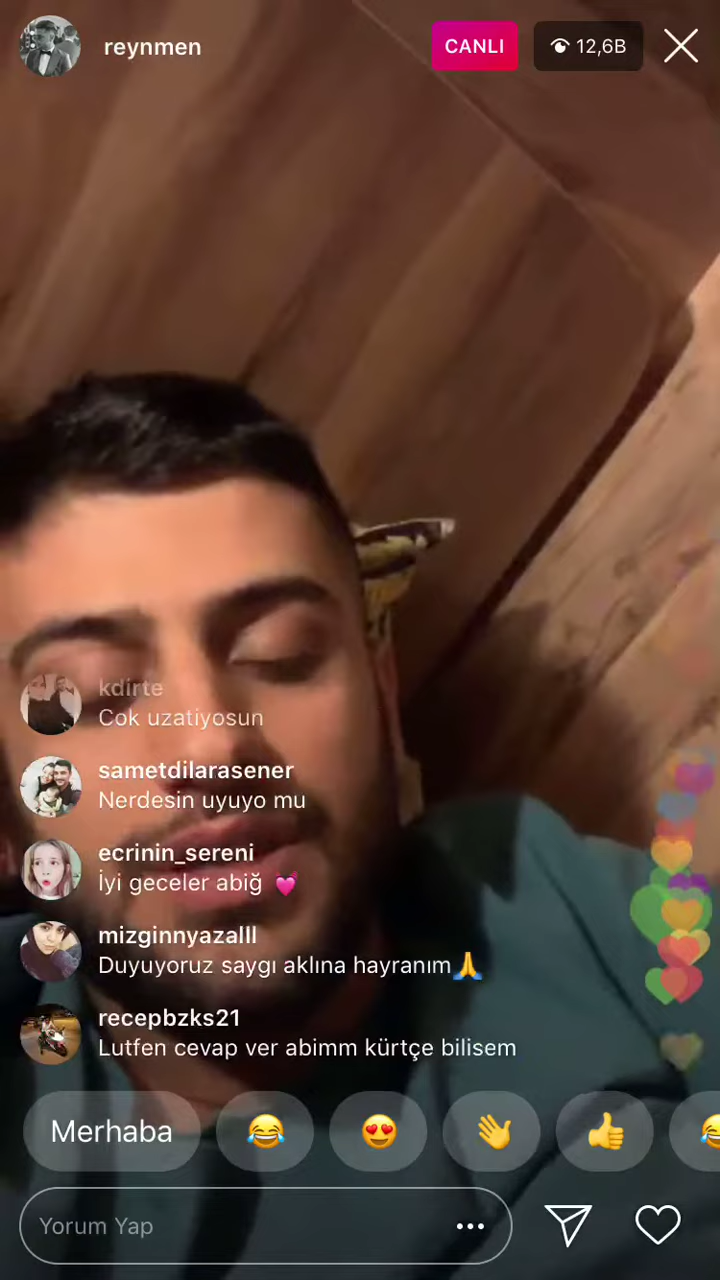 reynmen
CANLI
12,6B
kdirte
Cok uzatiyosun
sametdilarasener
Nerdesin uyuyo mu
ecrinin_sereni
İyi geceler abiğ 💓
mizginnyazalll
Duyuyoruz saygı aklına hayranım🙏
recepbzks21
Lutfen cevap ver abimm kürtçe bilisem
Merhaba
Yorum Yap